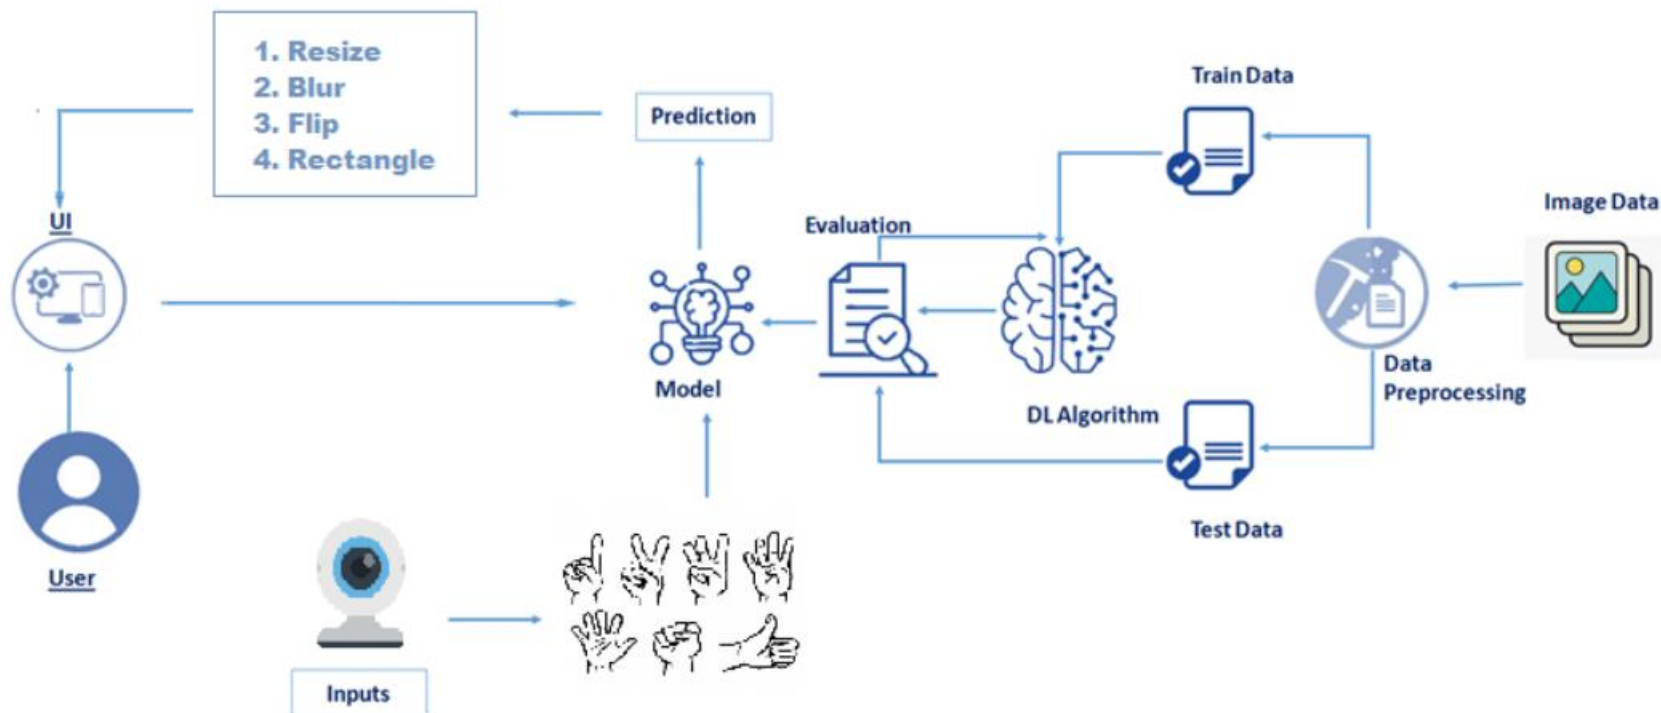 1. Resize
2. Blur
3. Flip
4. Rectangle
Prediction
Train Data
Image Data
UI
Evaluation
Model
DL Algorithm
Data
Preprocessing
Test Data
User
Inputs